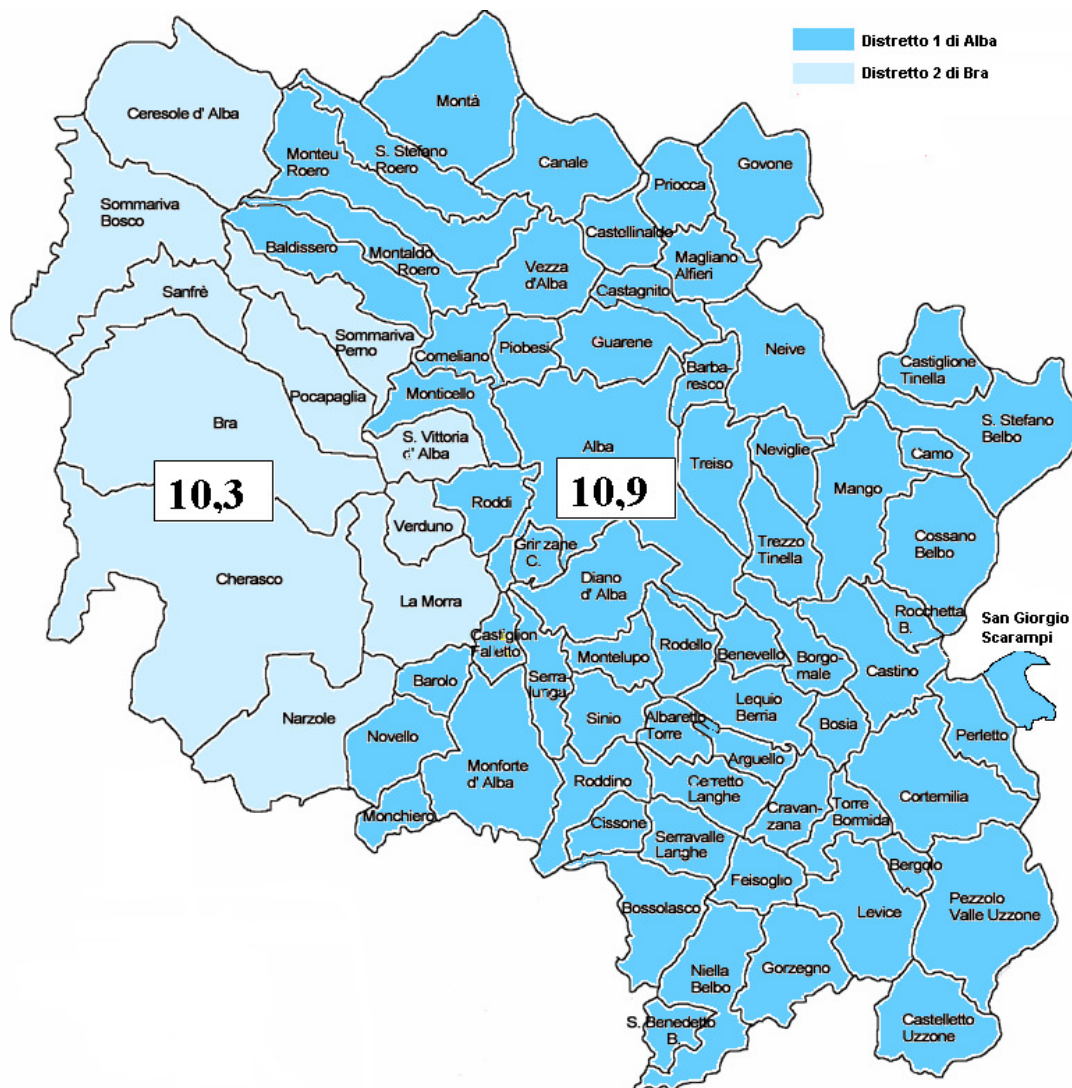 Distretto 1 di Alba
Distretto 2 di Bra
Ceresole d' Alba
Montà
Monteu
Roero
S. Stefano
Roero
Canale
Priocca
Govone
Sommariva
Bosco
Baldissero
Montaldo
Roero
Castellinaldo
Vezza
d'Alba
Magliano
Alfieri
Castagnito
Sanfrè
Sommariva
Perno
Corneliano
Piobesi
Guarene
Barba-
resco
Neive
Castiglione
Tinella
Pocapaglia
Monticello
S. Stefano
Belbo
Bra
S. Vittoria
d' Alba
Alba
Treiso
Neviglie
Camo
Mango
10,3
10,9
Roddi
Verduno
Grinzane
C.
Trezzo
Tinella
Cossano
Belbo
Cherasco
La Morra
Diano
d' Alba
Rocchetta
B.
San Giorgio
Scarampi
Castiglion
Falletto
Montelupo
Rodello
Benevello
Borgo-
male
Castino
Barolo
Serra-
lunga
Narzole
Novello
Sinio
Albaretto
Torre
Lequio
Berria
Bosia
Perletto
Monforte
d' Alba
Roddino
Arguello
Cerretto
Langhe
Cravan-
zana
Torre
Bormida
Cortemilia
Monchiero
Cissone
Serravalle
Langhe
Feisoglio
Bergolo
Pezzolo
Valle Uzzone
Bossolasco
Levice
Niella
Belbo
Gorzegno
S. Benedetto
B.
Castelletto
Uzzone